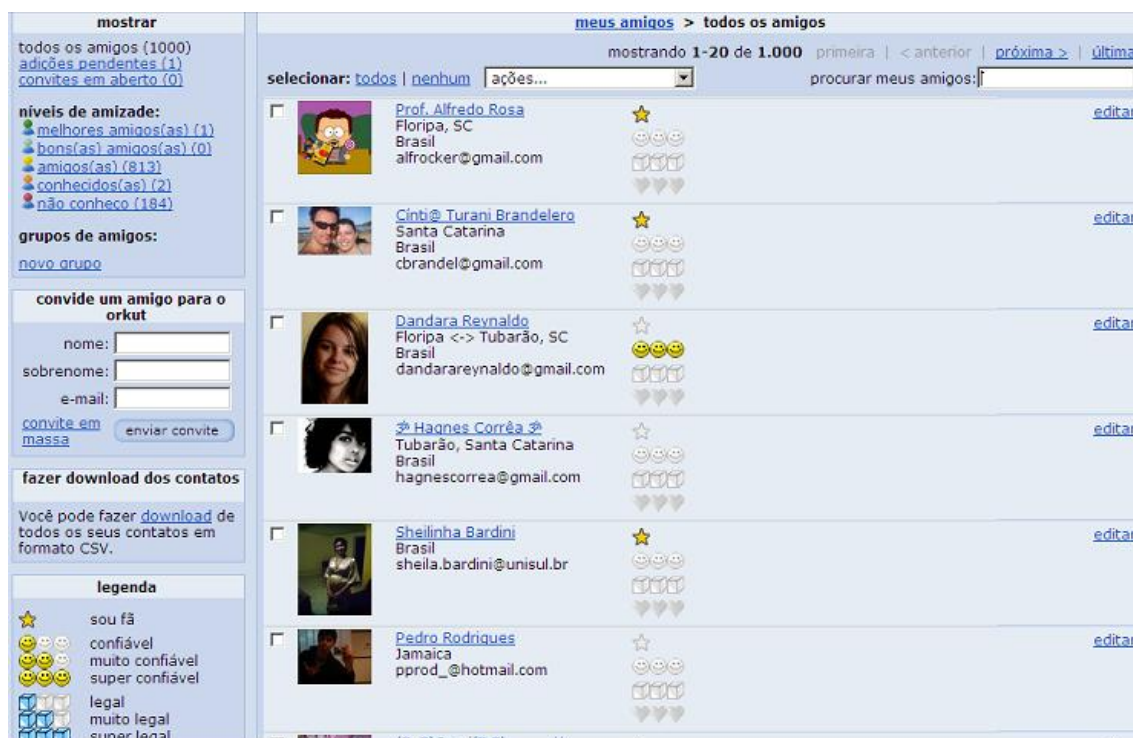 mostrar
todos os amigos (1000)
adições pendentes (1)
convites em aberto (0)
níveis de amizade:
melhores amigos(as) (1)
bons(as) amigos(as) (0)
amigos(as) (813)
conhecidos(as) (2)
não conheço (184)
grupos de amigos:
novo grupo
convide um amigo para o
orkut
nome:
sobrenome:
e-mail:
convite em
massa
enviar convite
fazer download dos contatos
Você pode fazer download de
todos os seus contatos em
formato CSV.
legenda
sou fã
confiável
muito confiável
super confiável
legal
muito legal
super legal
meus amigos > todos os amigos
mostrando 1-20 de 1.000 primeira | < anterior | próxima > | última
selecionar: todos | nenhum ações... procurar meus amigos:
Prof. Alfredo Rosa editar
Floripa, SC
Brasil
alfrocker@gmail.com
Cínti@ Turani Brandelero editar
Santa Catarina
Brasil
cbrandel@gmail.com
Dandara Reynaldo editar
Floripa <-> Tubarão, SC
Brasil
dandarareynaldo@gmail.com
ॐ Hagnes Corrêa ॐ editar
Tubarão, Santa Catarina
Brasil
hagnescorrea@gmail.com
Sheilinha Bardini editar
Brasil
sheila.bardini@unisul.br
Pedro Rodrigues editar
Jamaica
pprod_@hotmail.com